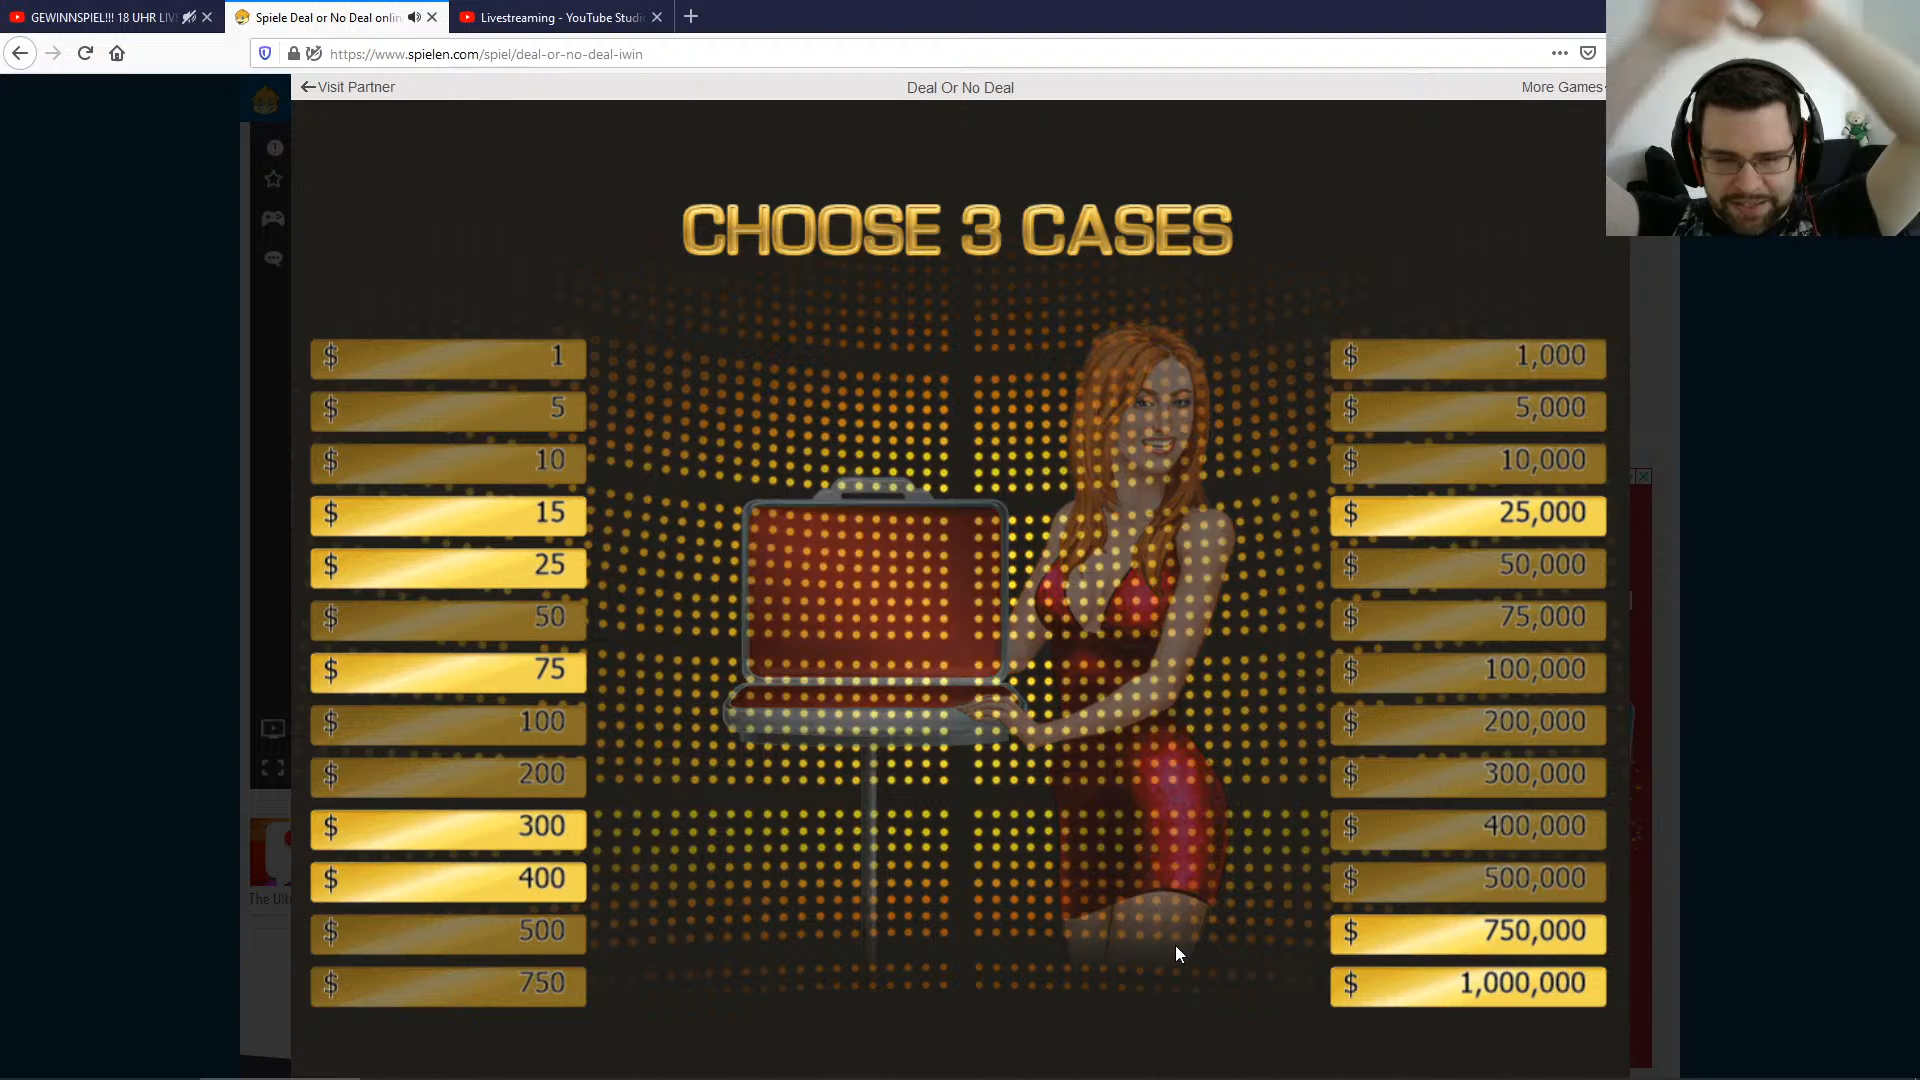 GEWINNSPIEL!!! 18 UHR LIV
Spiele Deal or No Deal onlin
Livestreaming - YouTube Studi
https://www.spielen.com/spiel/deal-or-no-deal-iwin
Visit Partner
Deal Or No Deal
More Games
CHOOSE 3 CASES
$ 1
$ 5
$ 10
$ 15
$ 25
$ 50
$ 75
$ 100
$ 200
$ 300
$ 400
$ 500
$ 750
$ 1,000
$ 5,000
$ 10,000
$ 25,000
$ 50,000
$ 75,000
$ 100,000
$ 200,000
$ 300,000
$ 400,000
$ 500,000
$ 750,000
$ 1,000,000
The Ulti